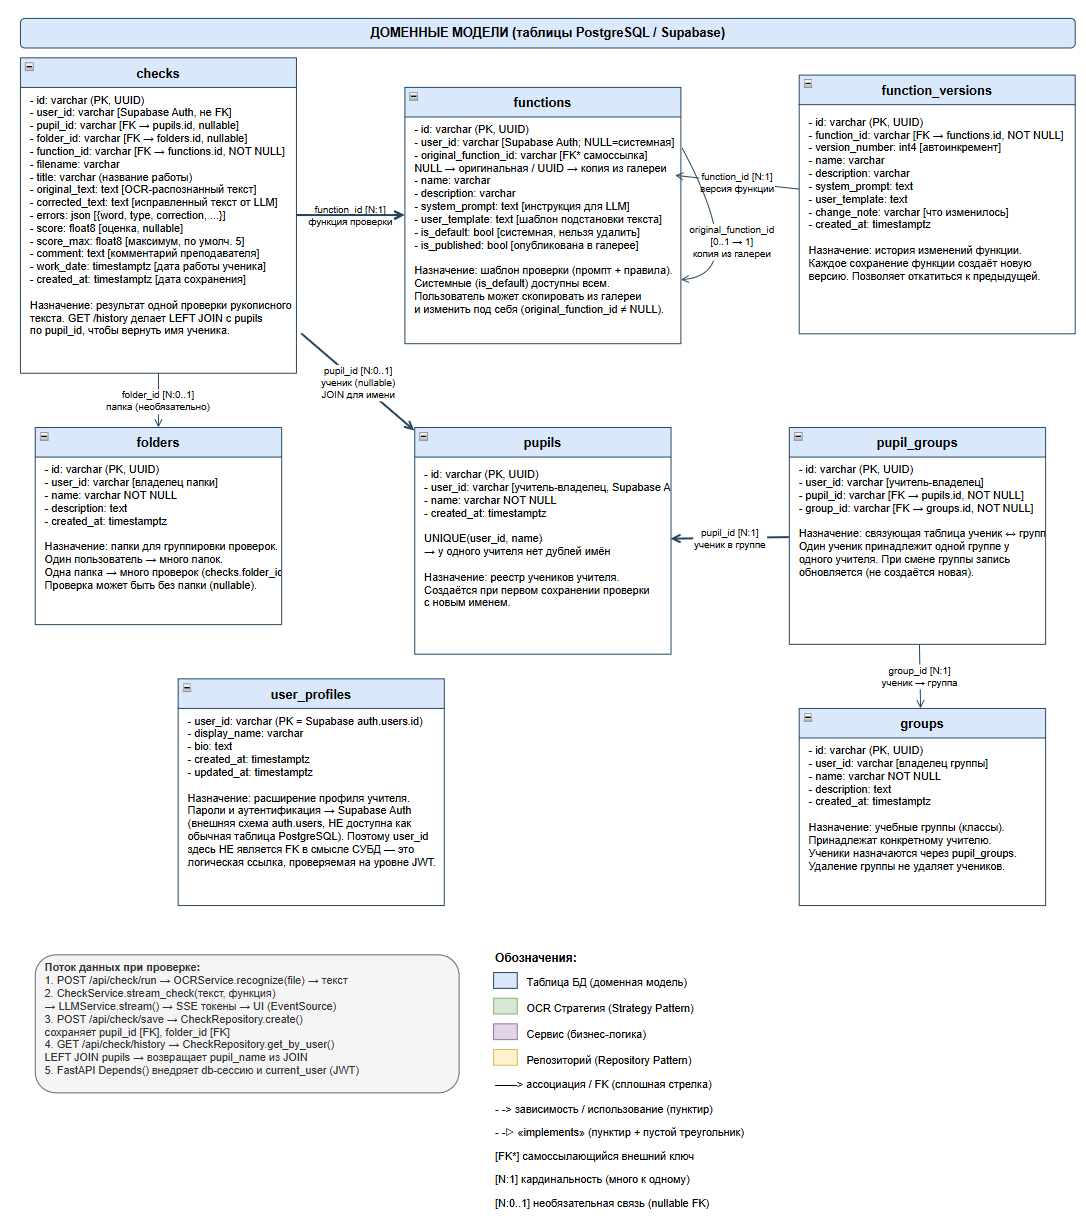 ДОМЕННЫЕ МОДЕЛИ (таблицы PostgreSQL / Supabase)
checks
- id: varchar (PK, UUID)
- user_id: varchar [Supabase Auth, не FK]
- pupil_id: varchar [FK → pupils.id, nullable]
- folder_id: varchar [FK → folders.id, nullable]
- function_id: varchar [FK → functions.id, NOT NULL]
- filename: varchar
- title: varchar (название работы)
- original_text: text [OCR-распознанный текст]
- corrected_text: text [исправленный текст от LLM]
- errors: json [{word, type, correction, ...}]
- score: float8 [оценка, nullable]
- score_max: float8 [максимум, по умолч. 5]
- comment: text [комментарий преподавателя]
- work_date: timestamptz [дата работы ученика]
- created_at: timestamptz [дата сохранения]
Назначение: результат одной проверки рукописного
текста. GET /history делает LEFT JOIN с pupils
по pupil_id, чтобы вернуть имя ученика.
function_id [N:1]
функция проверки
functions
- id: varchar (PK, UUID)
- user_id: varchar [Supabase Auth; NULL=системная]
- original_function_id: varchar [FK* самоссылка]
NULL → оригинальная / UUID → копия из галереи
- name: varchar
- description: varchar
- system_prompt: text [инструкция для LLM]
- user_template: text [шаблон подстановки текста]
- is_default: bool [системная, нельзя удалить]
- is_published: bool [опубликована в галерее]
Назначение: шаблон проверки (промпт + правила).
Системные (is_default) доступны всем.
Пользователь может скопировать из галереи
и изменить под себя (original_function_id ≠ NULL).
function_id [N:1]
версия функции
original_function_id
[0..1 → 1]
копия из галереи
function_versions
- id: varchar (PK, UUID)
- function_id: varchar [FK → functions.id, NOT NULL]
- version_number: int4 [автоинкремент]
- name: varchar
- description: varchar
- system_prompt: text
- user_template: text
- change_note: varchar [что изменилось]
- created_at: timestamptz
Назначение: история изменений функции.
Каждое сохранение функции создаёт новую
версию. Позволяет откатиться к предыдущей.
folder_id [N:0..1]
папка (необязательно)
pupil_id [N:0..1]
ученик (nullable)
JOIN для имени
folders
- id: varchar (PK, UUID)
- user_id: varchar [владелец папки]
- name: varchar NOT NULL
- description: text
- created_at: timestamptz
Назначение: папки для группировки проверок.
Один пользователь → много папок.
Одна папка → много проверок (checks.folder_id
Проверка может быть без папки (nullable).
pupils
- id: varchar (PK, UUID)
- user_id: varchar [учитель-владелец, Supabase A
- name: varchar NOT NULL
- created_at: timestamptz
UNIQUE(user_id, name)
→ у одного учителя нет дублей имён
Назначение: реестр учеников учителя.
Создаётся при первом сохранении проверки
с новым именем.
pupil_id [N:1]
ученик в группе
pupil_groups
- id: varchar (PK, UUID)
- user_id: varchar [учитель-владелец]
- pupil_id: varchar [FK → pupils.id, NOT NULL]
- group_id: varchar [FK → groups.id, NOT NULL]
Назначение: связующая таблица ученик ↔ групп
Один ученик принадлежит одной группе у
одного учителя. При смене группы запись
обновляется (не создаётся новая).
group_id [N:1]
ученик → группа
user_profiles
- user_id: varchar (PK = Supabase auth.users.id)
- display_name: varchar
- bio: text
- created_at: timestamptz
- updated_at: timestamptz
Назначение: расширение профиля учителя.
Пароли и аутентификация → Supabase Auth
(внешняя схема auth.users, НЕ доступна как
обычная таблица PostgreSQL). Поэтому user_id
здесь НЕ является FK в смысле СУБД — это
логическая ссылка, проверяемая на уровне JWT.
groups
- id: varchar (PK, UUID)
- user_id: varchar [владелец группы]
- name: varchar NOT NULL
- description: text
- created_at: timestamptz
Назначение: учебные группы (классы).
Принадлежат конкретному учителю.
Ученики назначаются через pupil_groups.
Удаление группы не удаляет учеников.
Поток данных при проверке:
1. POST /api/check/run → OCRService.recognize(file) → текст
2. CheckService.stream_check(текст, функция)
→ LLMService.stream() → SSE токены → UI (EventSource)
3. POST /api/check/save → CheckRepository.create()
сохраняет pupil_id [FK], folder_id [FK]
4. GET /api/check/history → CheckRepository.get_by_user()
LEFT JOIN pupils → возвращает pupil_name из JOIN
5. FastAPI Depends() внедряет db-сессию и current_user (JWT)
Обозначения:
Таблица БД (доменная модель)
OCR Стратегия (Strategy Pattern)
Сервис (бизнес-логика)
Репозиторий (Repository Pattern)
——> ассоциация / FK (сплошная стрелка)
- -> зависимость / использование (пунктир)
- -▷ «implements» (пунктир + пустой треугольник)
[FK*] самоссылающийся внешний ключ
[N:1] кардинальность (много к одному)
[N:0..1] необязательная связь (nullable FK)